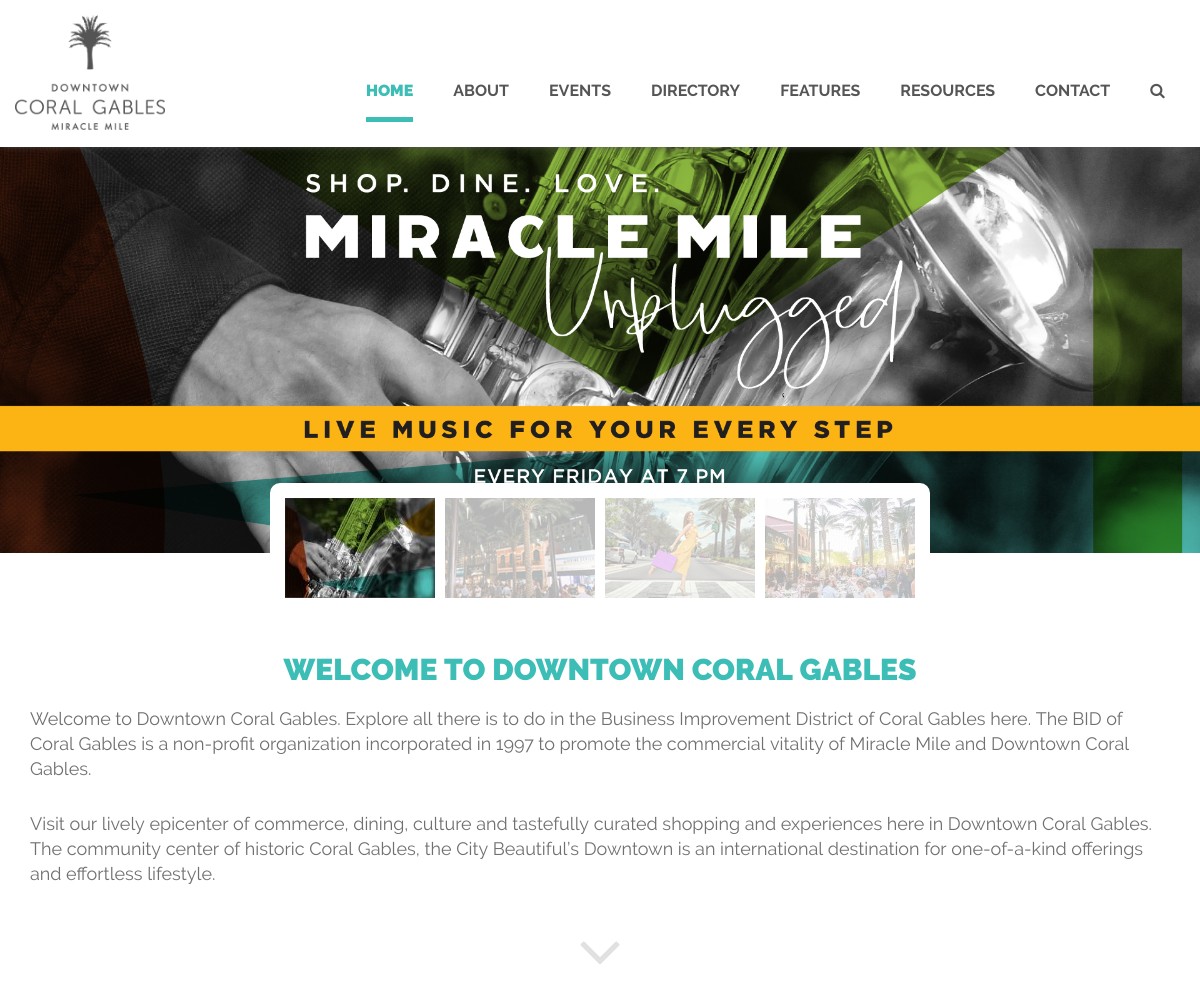 DOWNTOWN
CORAL GABLES
MIRACLE MILE
HOME ABOUT EVENTS DIRECTORY FEATURES RESOURCES CONTACT
SHOP. DINE. LOVE.
MIRACLE MILE
Unplugged
LIVE MUSIC FOR YOUR EVERY STEP
EVERY FRIDAY AT 7 PM
WELCOME TO DOWNTOWN CORAL GABLES
Welcome to Downtown Coral Gables. Explore all there is to do in the Business Improvement District of Coral Gables here. The BID of
Coral Gables is a non-profit organization incorporated in 1997 to promote the commercial vitality of Miracle Mile and Downtown Coral
Gables.
Visit our lively epicenter of commerce, dining, culture and tastefully curated shopping and experiences here in Downtown Coral Gables.
The community center of historic Coral Gables, the City Beautiful’s Downtown is an international destination for one-of-a-kind offerings
and effortless lifestyle.